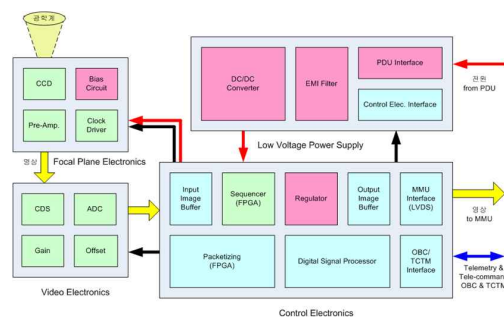 광학계
CCD
Bias
Circuit
Pre-Amp.
Clock
Driver
영상
Focal Plane Electronics
CDS
ADC
Gain
Offset
Video Electronics
DC/DC
Converter
EMI Filter
PDU Interface
Control Elec. Interface
전원
from PDU
Low Voltage Power Supply
Input
Image
Buffer
Sequencer
(FPGA)
Regulator
Output
Image
Buffer
MMU
Interface
(LVDS)
영상
to MMU
Packetizing
(FPGA)
Digital Signal Processor
OBC/
TCTM
Interface
Telemetry &
Tele-command
OBC & TCTM
Control Electronics